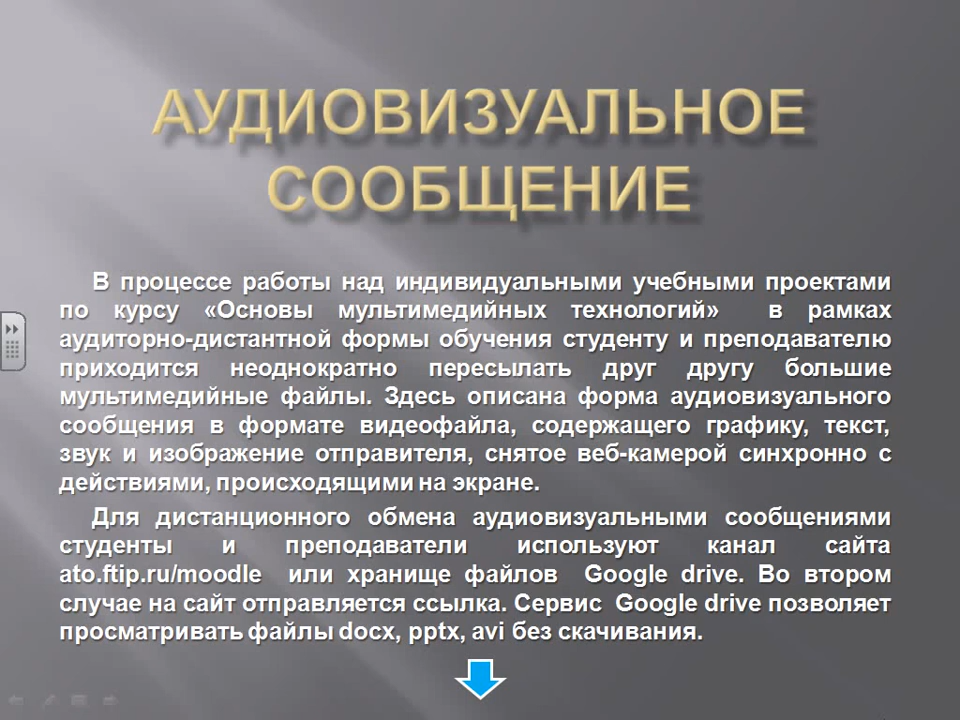 АУДИОВИЗУАЛЬНОЕ
СООБЩЕНИЕ
В процессе работы над индивидуальными учебными проектами
по курсу «Основы мультимедийных технологий» в рамках
аудиторно-дистантной формы обучения студенту и преподавателю
приходится неоднократно пересылать друг другу большие
мультимедийные файлы. Здесь описана форма аудиовизуального
сообщения в формате видеофайла, содержащего графику, текст,
звук и изображение отправителя, снятое веб-камерой синхронно с
действиями, происходящими на экране.
Для дистанционного обмена аудиовизуальными сообщениями
студенты и преподаватели используют канал сайта
ato.ftip.ru/moodle или хранище файлов Google drive. Во втором
случае на сайт отправляется ссылка. Сервис Google drive позволяет
просматривать файлы docx, pptx, avi без скачивания.